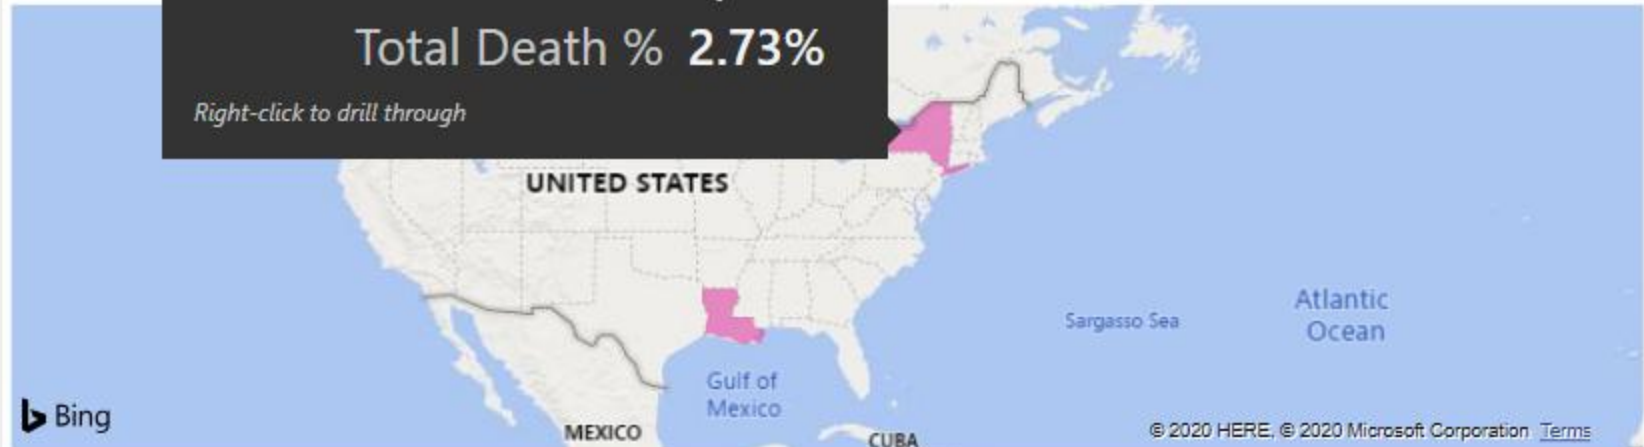 Total Death % 2.73%
Right-click to drill through
UNITED STATES
Atlantic
Ocean
Sargasso Sea
Gulf of
Mexico
Bing
MEXICO
CUBA
© 2020 HERE, © 2020 Microsoft Corporation Terms